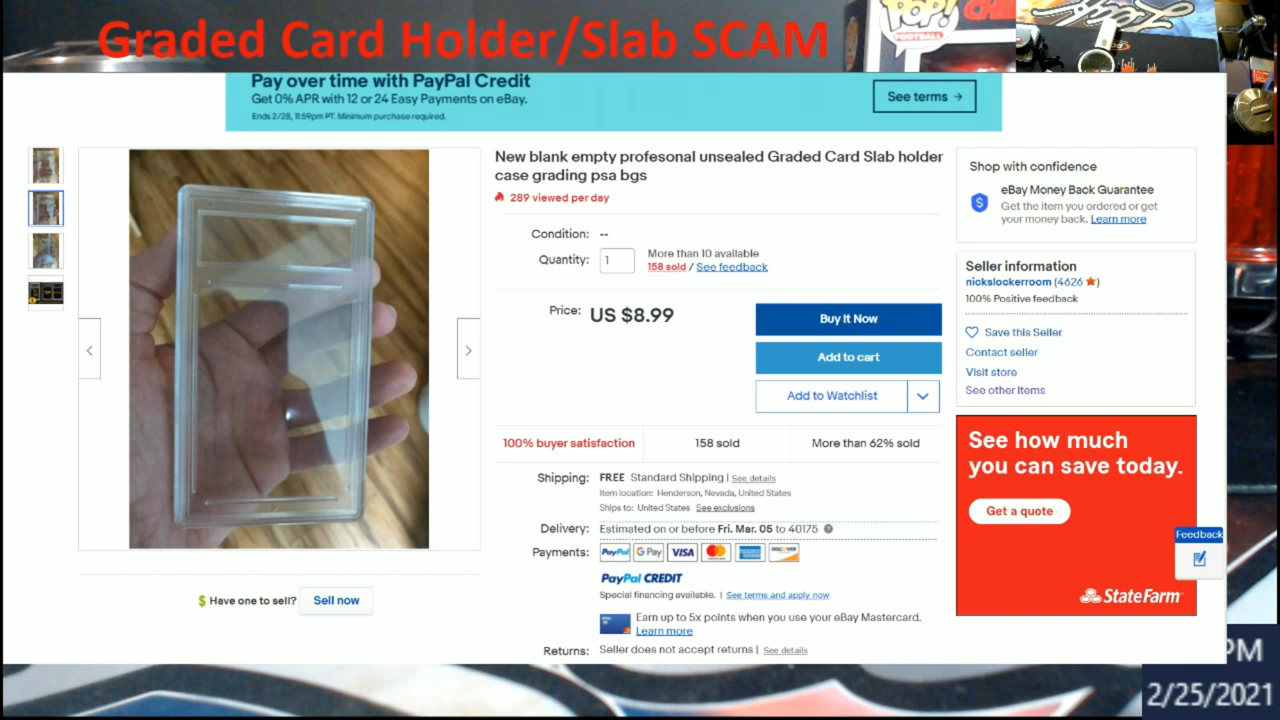 Graded Card Holder/Slab SCAM
POP!
FOOTBALL
Pay over time with PayPal Credit
Get 0% APR with 12 or 24 Easy Payments on eBay.
Ends 2/28, 11:59pm PT. Minimum purchase required.
See terms →
New blank empty profesonal unsealed Graded Card Slab holder
case grading psa bgs
289 viewed per day
Condition: --
Quantity: 1
More than 10 available
158 sold / See feedback
Price: US $8.99
Buy It Now
Add to cart
Add to Watchlist
100% buyer satisfaction
158 sold
More than 62% sold
Shipping: FREE Standard Shipping | See details
Item location: Henderson, Nevada, United States
Ships to: United States See exclusions
Delivery: Estimated on or before Fri. Mar. 05 to 40175
Payments: PayPal G Pay VISA
DISCOVER
PayPal CREDIT
Special financing available. | See terms and apply now
Earn up to 5x points when you use your eBay Mastercard.
Learn more
Returns: Seller does not accept returns | See details
$ Have one to sell? Sell now
Shop with confidence
eBay Money Back Guarantee
Get the item you ordered or get
your money back. Learn more
Seller information
nickslockerroom (4626)
100% Positive feedback
Save this Seller
Contact seller
Visit store
See other items
See how much
you can save today.
Get a quote
StateFarm
Feedback
PM
2/25/2021